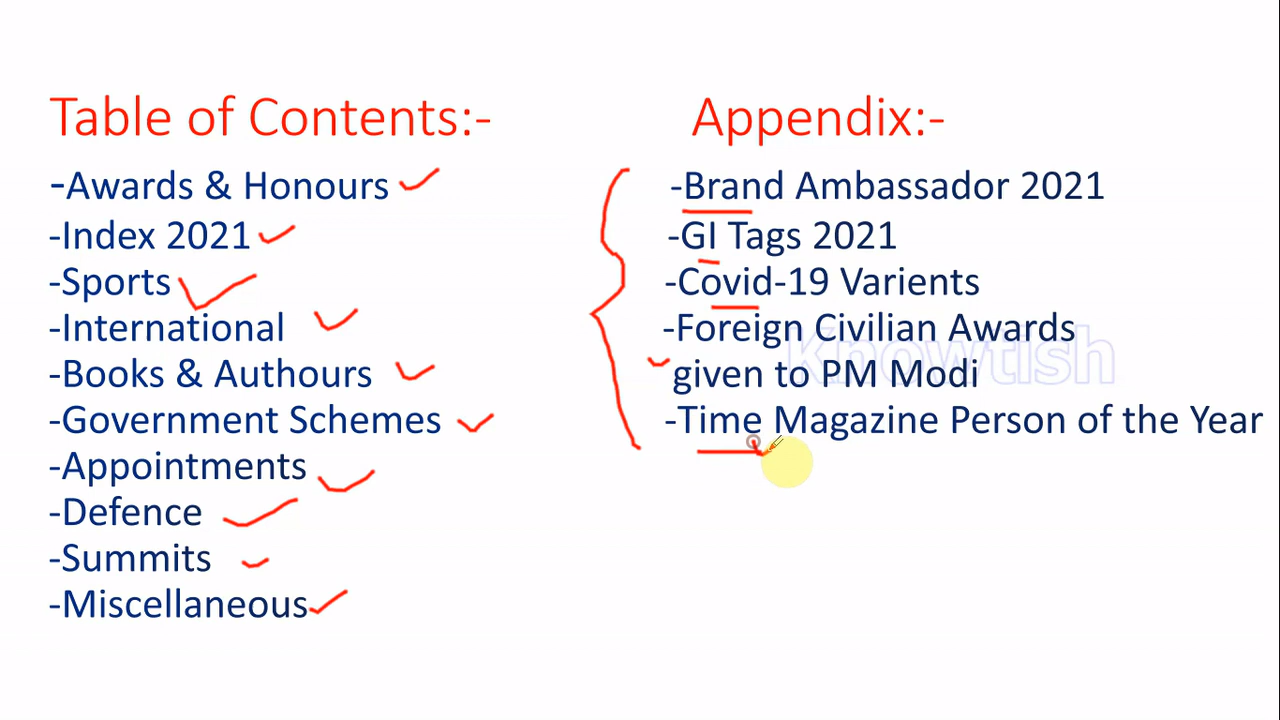 Table of Contents:-
-Awards & Honours
-Index 2021
-Sports
-International
-Books & Authours
-Government Schemes
-Appointments
-Defence
-Summits
-Miscellaneous
Appendix:-
-Brand Ambassador 2021
-GI Tags 2021
-Covid-19 Varients
-Foreign Civilian Awards
given to PM Modi
-Time Magazine Person of the Year
Knowtish